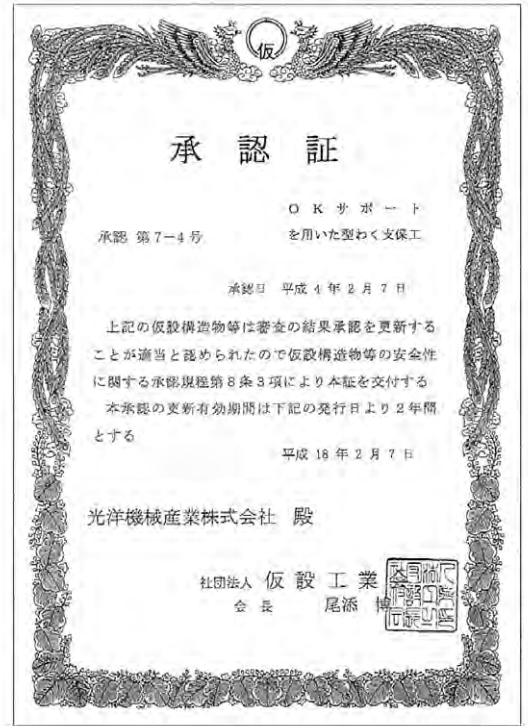 仮
承認証
OKサポート
承認 第7-4号 を用いた型わく支保工
承認日 平成4年2月7日
上記の仮設構造物等は審査の結果承認を更新する
ことが適当と認められたので仮設構造物等の安全性
に関する承認規程第8条3項により本証を交付する
本承認の更新有効期間は下記の発行日より2年間
とする
平成18年2月7日
光洋機械産業株式会社 殿
社団法人 仮設工業
会長 尾添 博